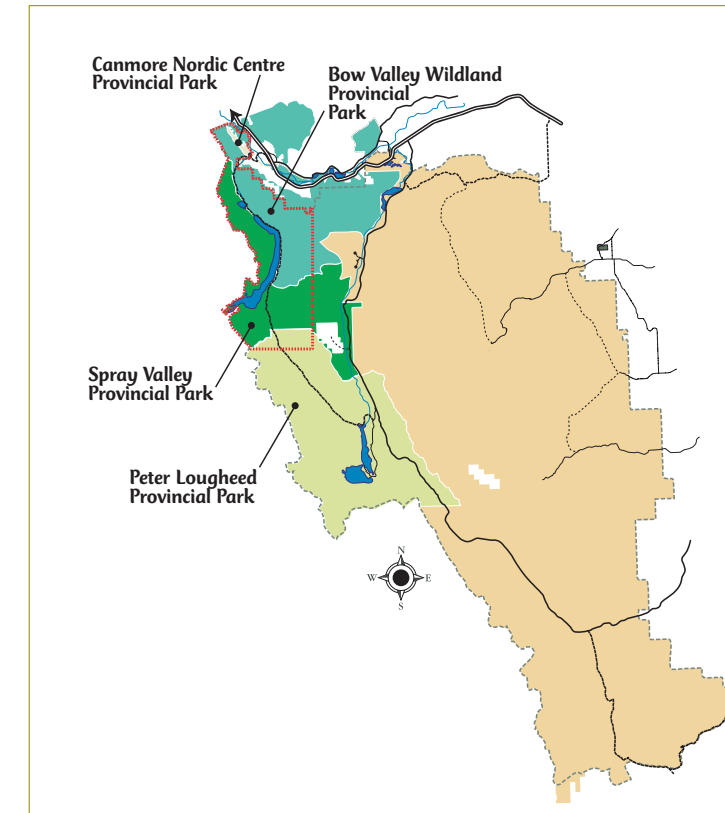 Canmore Nordic Centre
Provincial Park
Bow Valley Wildland
Provincial
Park
Spray Valley
Provincial Park
Peter Lougheed
Provincial Park
N
W
E
S